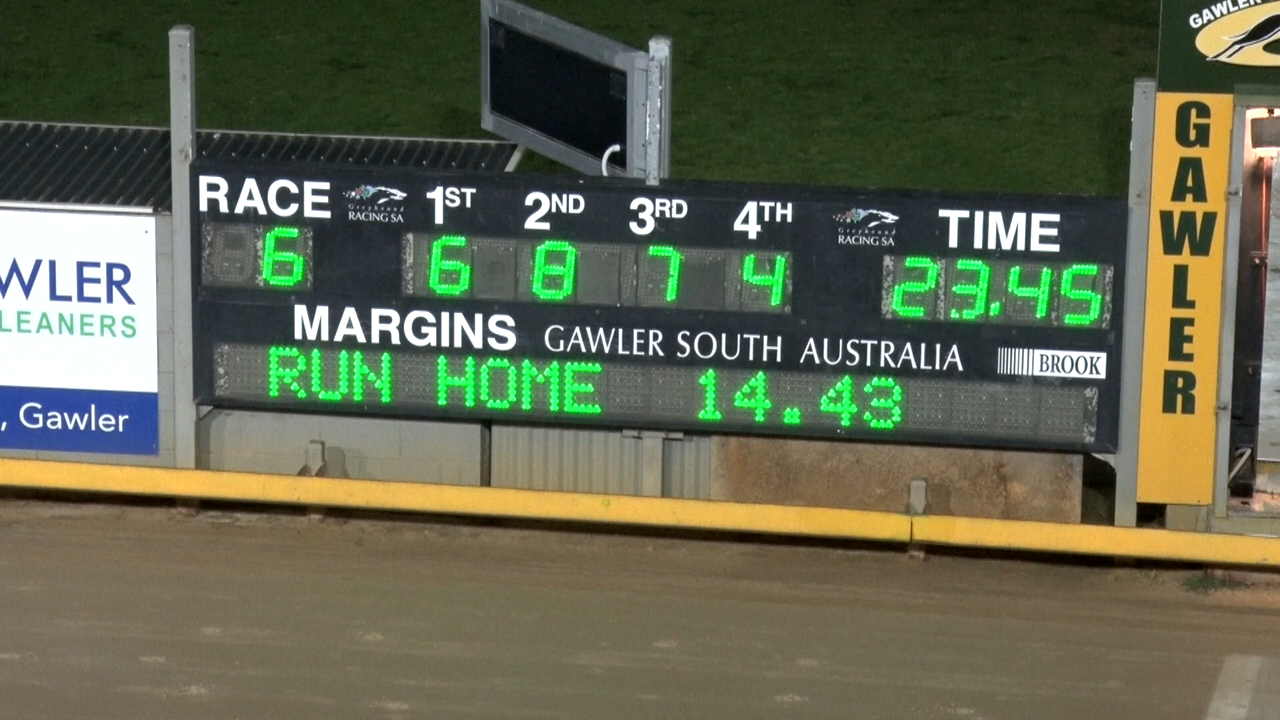 GAWLER
RACE
Greyhound
RACING SA
1ST
2ND
3RD
4TH
Greyhound
RACING SA
TIME
6
6
8
7
4
23.45
MARGINS
GAWLER SOUTH AUSTRALIA
BROOK
RUN HOME 14.43
WLER
LEANERS
, Gawler
GAWLER